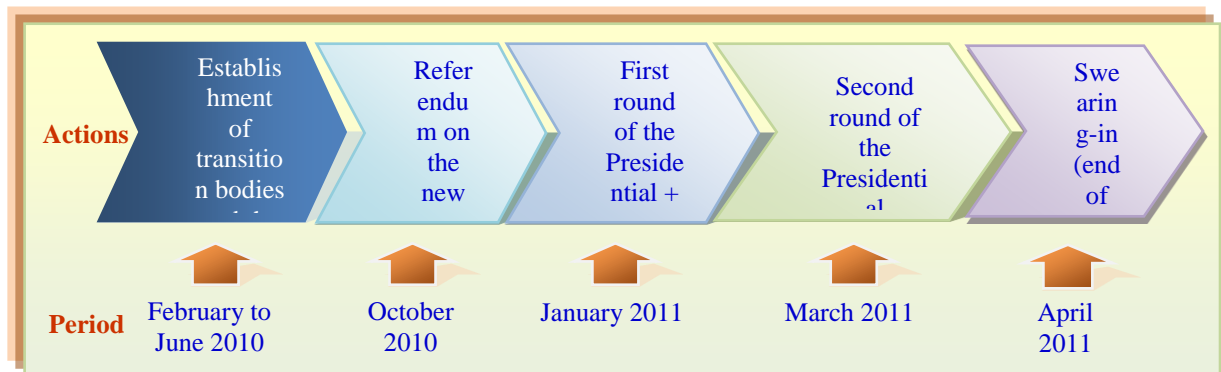 Actions
Establis
hment
of
transitio
n bodies
Refer
endu
m on
the
new
First
round
of the
Preside
ntial +
Second
round of
the
Presidenti
al
Swe
arin
g-in
(end
of
Period
February to
June 2010
October
2010
January 2011
March 2011
April
2011